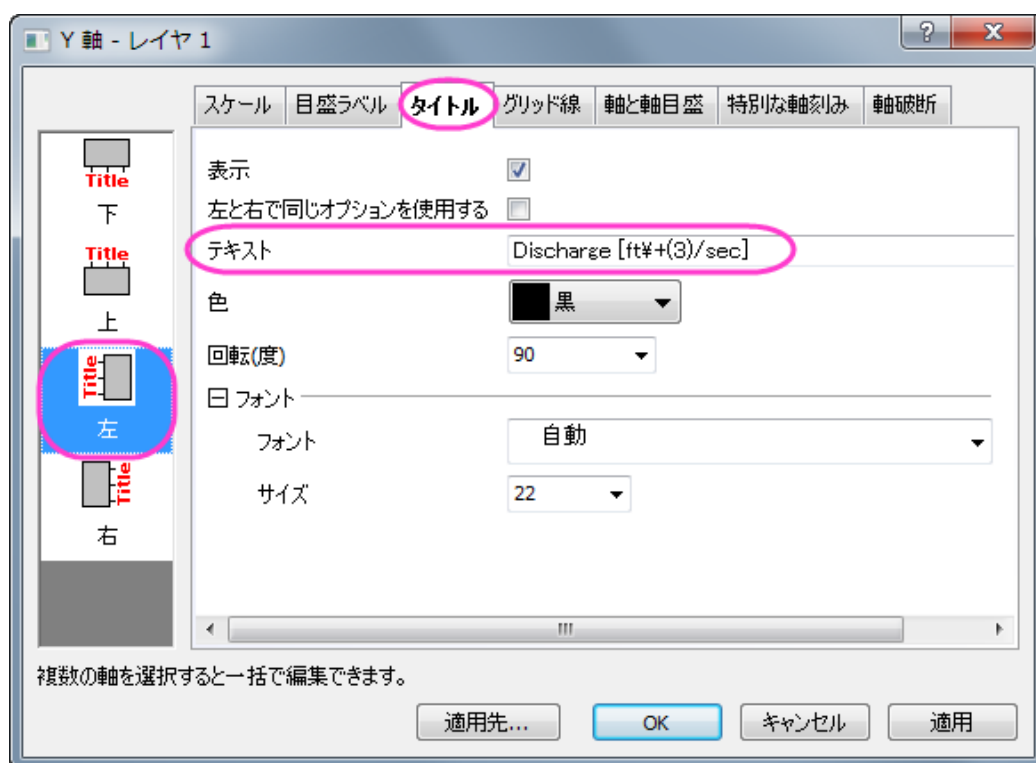 Y 軸 - レイヤ 1
?
スケール 目盛ラベル タイトル グリッド線 軸と軸目盛 特別な軸刻み 軸破断
Title
下
Title
上
Title
左
Title
右
表示
左と右で同じオプションを使用する
テキスト Discharge [ft¥+(3)/sec]
色 黒
回転(度) 90
フォント
フォント 自動
サイズ 22
複数の軸を選択すると一括で編集できます。
適用先... OK キャンセル 適用